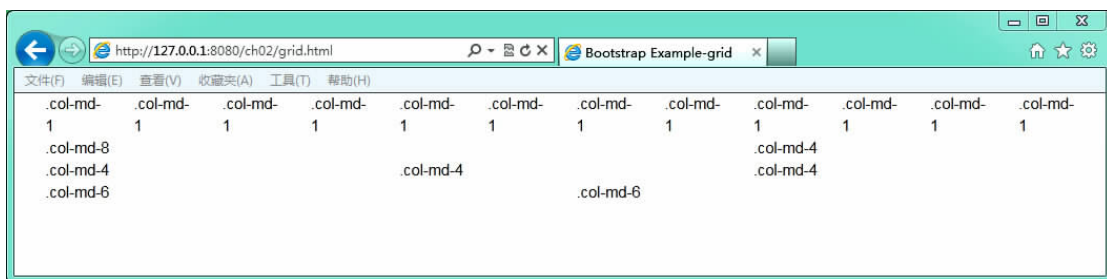 http://127.0.0.1:8080/ch02/grid.html Bootstrap Example-grid
文件(F) 编辑(E) 查看(V) 收藏夹(A) 工具(T) 帮助(H)
.col-md- .col-md- .col-md- .col-md- .col-md- .col-md- .col-md- .col-md- .col-md- .col-md- .col-md- .col-md-
1 1 1 1 1 1 1 1 1 1 1 1
.col-md-8 .col-md-4
.col-md-4 .col-md-4 .col-md-4
.col-md-6 .col-md-6